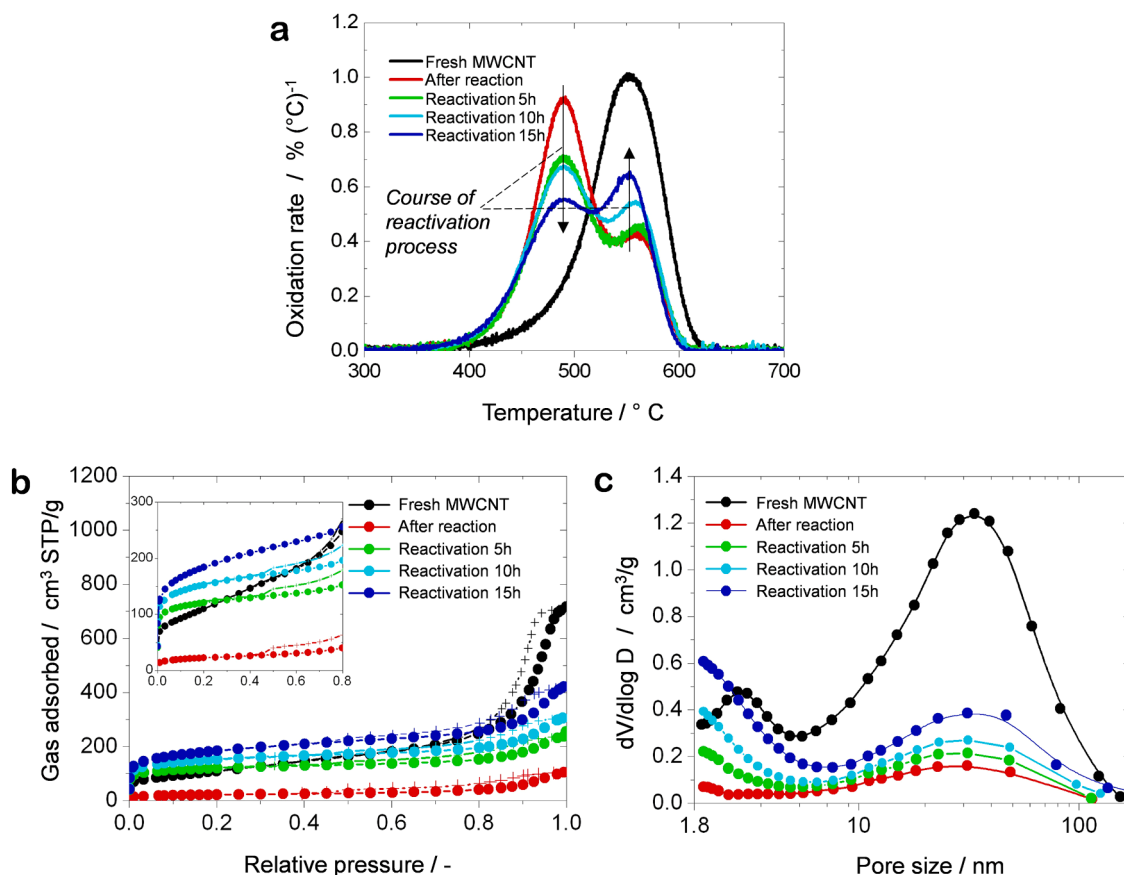 a
1.2
1.0
0.8
0.6
0.4
0.2
0.0
300
400
500
600
700
Oxidation rate / % (°C)-1
Temperature / ° C
Fresh MWCNT
After reaction
Reactivation 5h
Reactivation 10h
Reactivation 15h
Course of
reactivation
process
b
1200
1000
800
600
400
200
0
0.0
0.2
0.4
0.6
0.8
1.0
Gas adsorbed / cm³ STP/g
Relative pressure / -
300
200
100
0
0.0
0.2
0.4
0.6
0.8
Fresh MWCNT
After reaction
Reactivation 5h
Reactivation 10h
Reactivation 15h
c
1.4
1.2
1.0
0.8
0.6
0.4
0.2
0.0
1.8
10
100
dV/dlog D / cm³/g
Pore size / nm
Fresh MWCNT
After reaction
Reactivation 5h
Reactivation 10h
Reactivation 15h